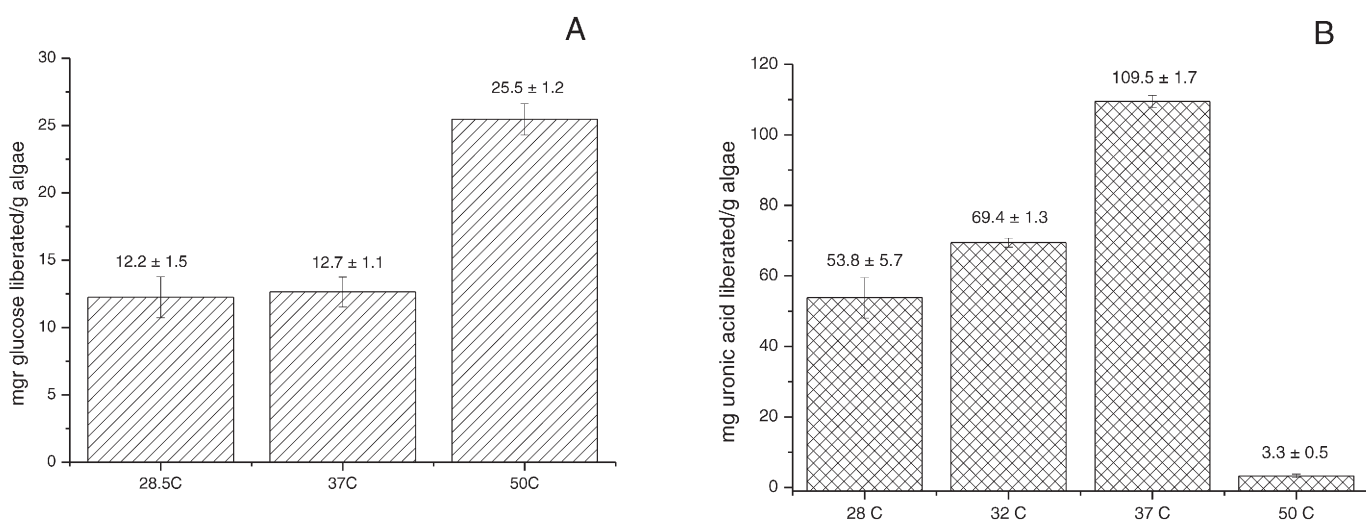 A
mgr glucose liberated/g algae
30
25
20
15
10
5
0
12.2 ± 1.5
12.7 ± 1.1
25.5 ± 1.2
28.5C
37C
50C
B
mg uronic acid liberated/g algae
120
100
80
60
40
20
0
53.8 ± 5.7
69.4 ± 1.3
109.5 ± 1.7
3.3 ± 0.5
28 C
32 C
37 C
50 C